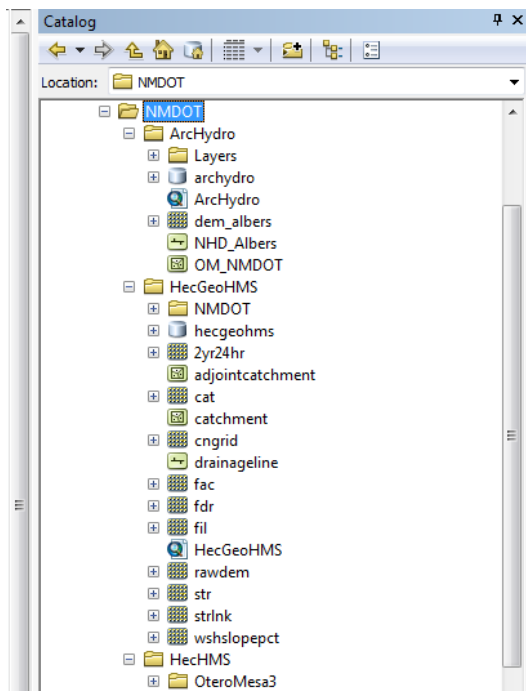 Catalog
Location: NMDOT
NMDOT
ArcHydro
Layers
archydro
ArcHydro
dem_albers
NHD_Albers
OM_NMDOT
HecGeoHMS
NMDOT
hecgeohms
2yr24hr
adjointcatchment
cat
catchment
cngrid
drainageline
fac
fdr
fil
HecGeoHMS
rawdem
str
strlnk
wshslopepct
HecHMS
OteroMesa3